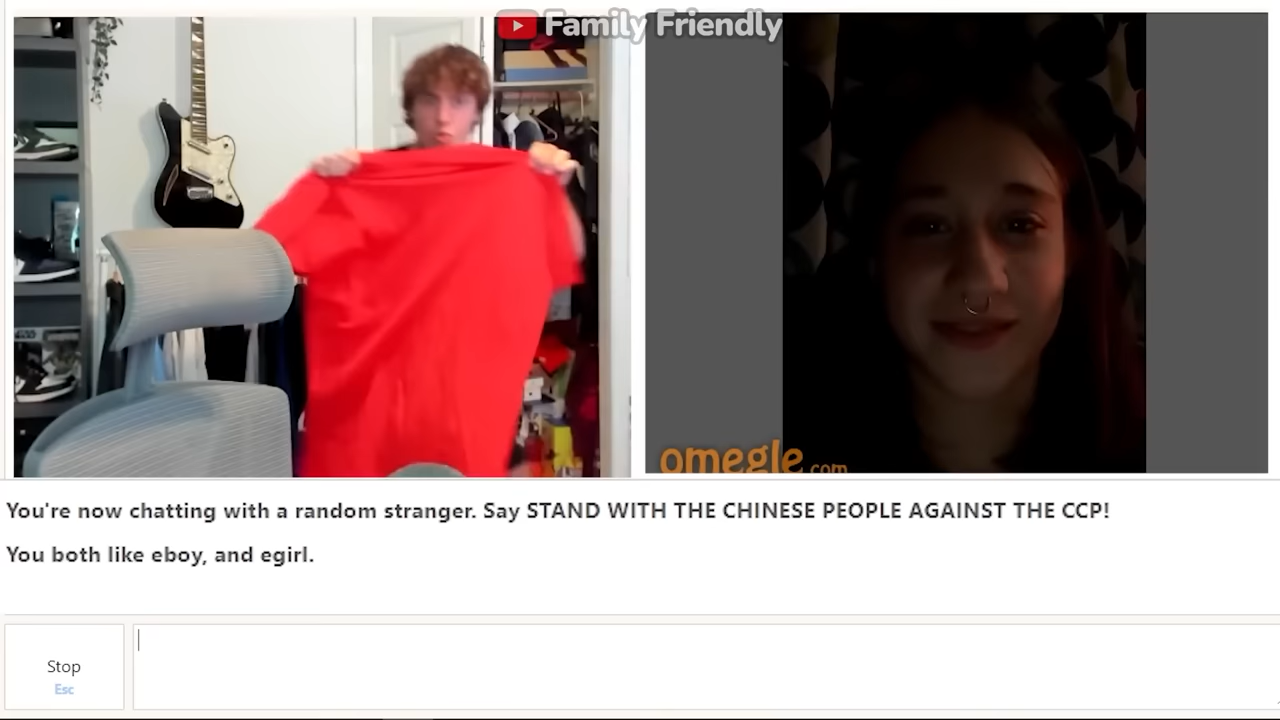 Family Friendly
omegle.com
You're now chatting with a random stranger. Say STAND WITH THE CHINESE PEOPLE AGAINST THE CCP!
You both like eboy, and egirl.
Stop
Esc